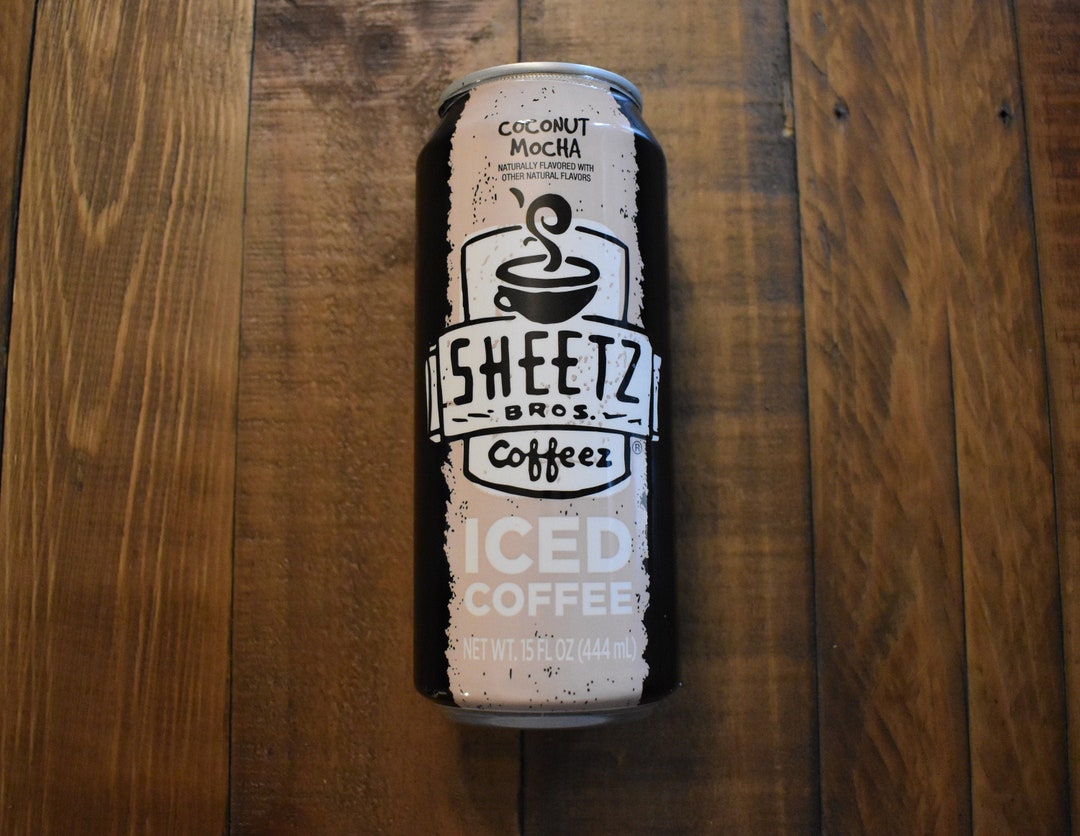 COCONUT
MOCHA
NATURALLY FLAVORED WITH
OTHER NATURAL FLAVORS
SHEETZ
BROS.
Coffeez ®
ICED
COFFEE
NET WT. 15 FL OZ (444 mL)